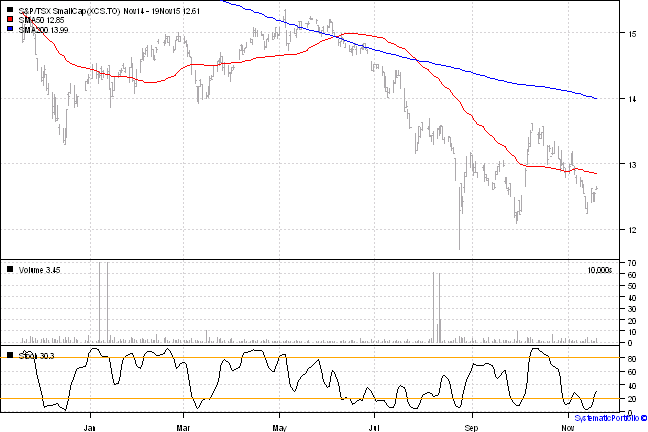 S&P/TSX SmallCap(XCS.TO) Nov14 - 19Nov15 12.61
SMA50 12.85
SMA200 13.99
15
14
13
12
Volume 3.45
10,000s
70
60
50
40
30
20
10
0
Stoch 30.3
80
60
40
20
0
Jan
Mar
May
Jul
Sep
Nov
SystematicPortfolio ©